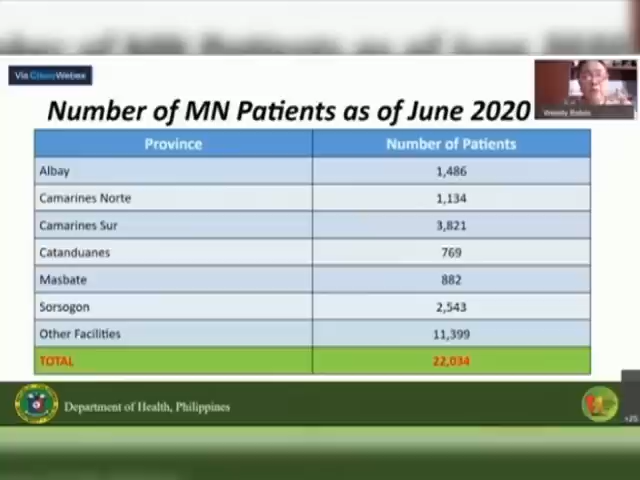 Via Cisco Webex
Number of MN Patients as of June 2020
Province Number of Patients
Albay 1,486
Camarines Norte 1,134
Camarines Sur 3,821
Catanduanes 769
Masbate 882
Sorsogon 2,543
Other Facilities 11,399
TOTAL 22,034
Department of Health, Philippines